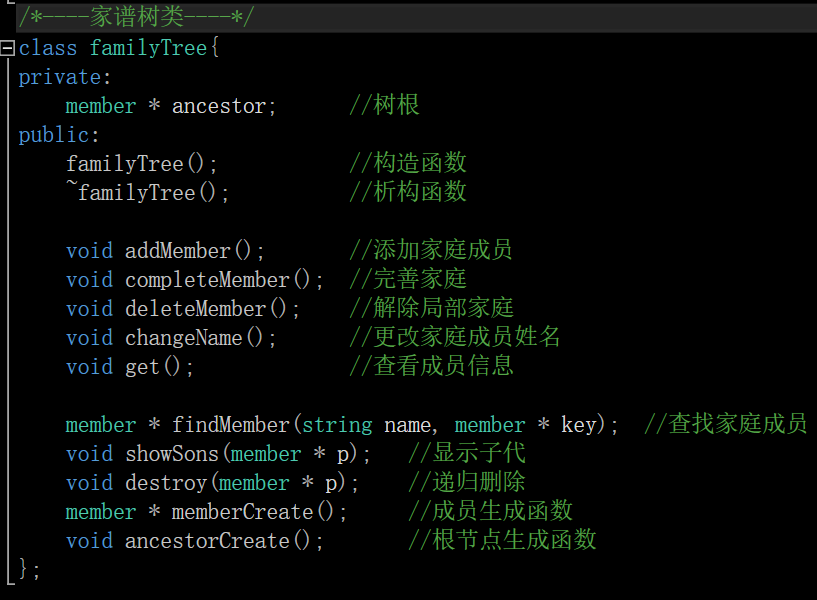 /*----家谱树类----*/
class familyTree{
private:
    member * ancestor;      //树根
public:
    familyTree();           //构造函数
    ~familyTree();          //析构函数

    void addMember();       //添加家庭成员
    void completeMember();  //完善家庭
    void deleteMember();    //解除局部家庭
    void changeName();      //更改家庭成员姓名
    void get();             //查看成员信息

    member * findMember(string name, member * key);  //查找家庭成员
    void showSons(member * p);   //显示子代
    void destroy(member * p);    //递归删除
    member * memberCreate();     //成员生成函数
    void ancestorCreate();       //根节点生成函数
};